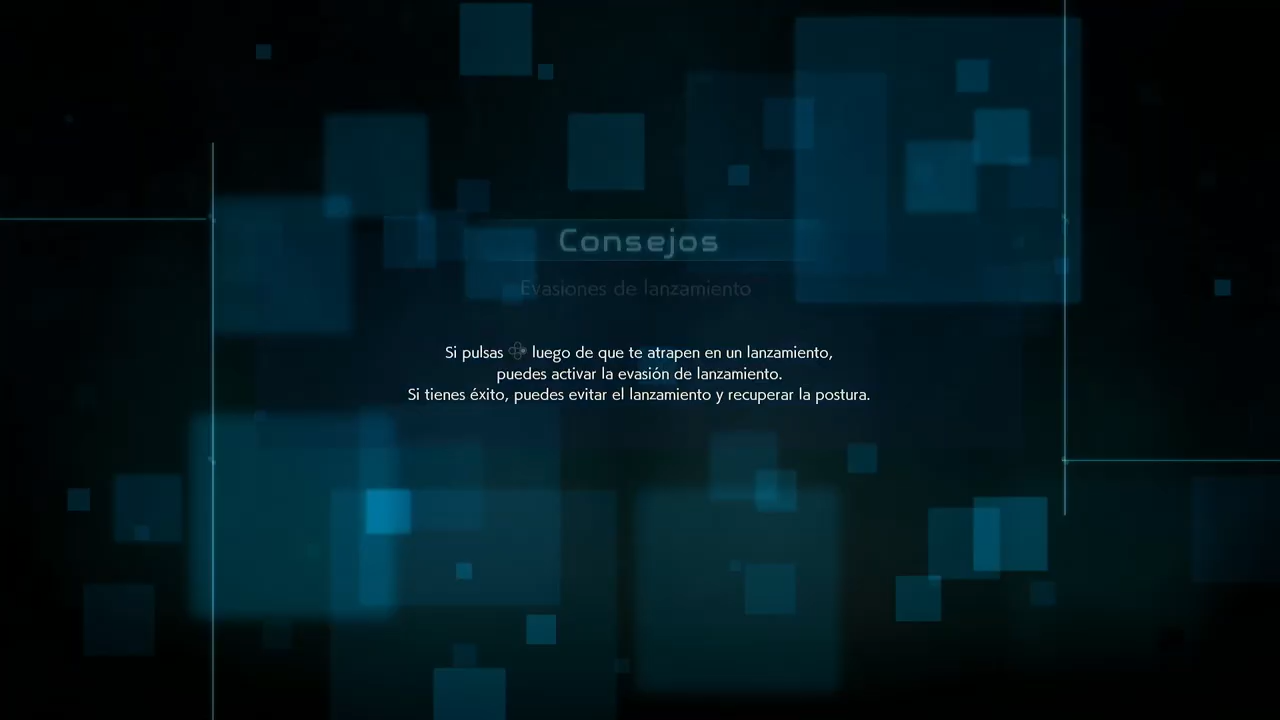 Consejos
Evasiones de lanzamiento
Si pulsas luego de que te atrapen en un lanzamiento,
puedes activar la evasión de lanzamiento.
Si tienes éxito, puedes evitar el lanzamiento y recuperar la postura.